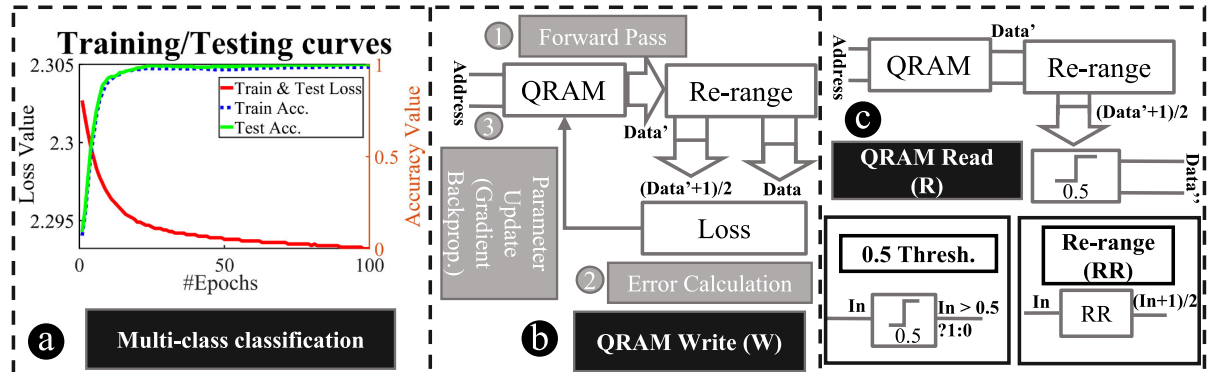 Training/Testing curves
2.305
2.3
2.295
Loss Value
1
0.5
0
Accuracy Value
Train & Test Loss
Train Acc.
Test Acc.
0
50
100
#Epochs
a
Multi-class classification
1
Forward Pass
Address
QRAM
Data'
Re-range
3
Parameter
Update
(Gradient
Backprop.)
(Data'+1)/2
Data
Loss
2
Error Calculation
b
QRAM Write (W)
Address
QRAM
Data'
Re-range
c
(Data'+1)/2
QRAM Read
(R)
0.5
Data''
0.5 Thresh.
In
0.5
In > 0.5
?1:0
Re-range
(RR)
In
RR
(In+1)/2